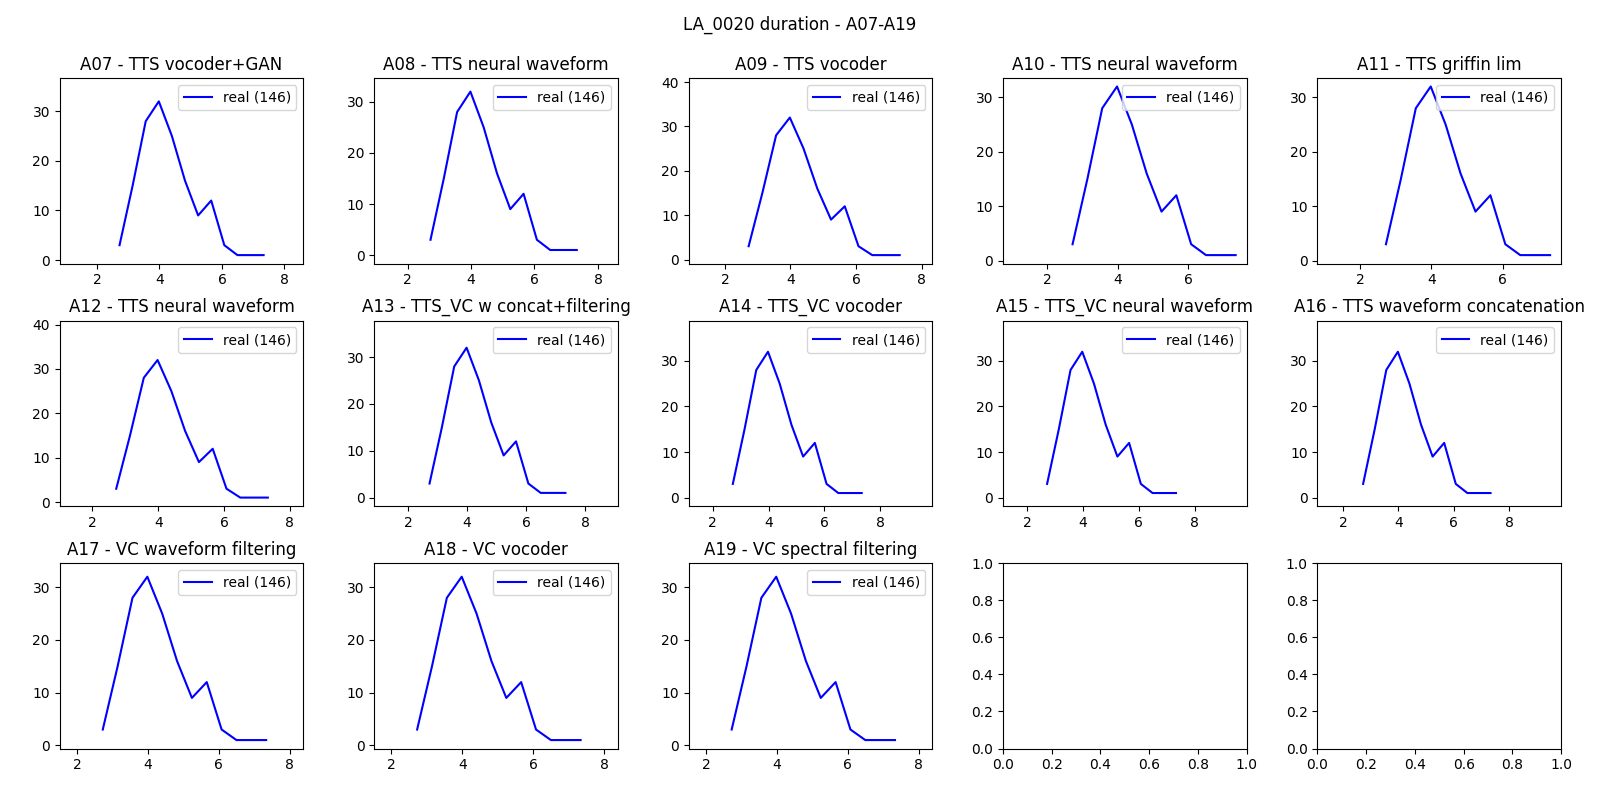 LA_0020 duration - A07-A19
A07 - TTS vocoder+GAN
A08 - TTS neural waveform
A09 - TTS vocoder
A10 - TTS neural waveform
A11 - TTS griffin lim
real (146)
real (146)
real (146)
real (146)
real (146)
30
20
10
0
2 4 6 8
30
20
10
0
2 4 6 8
40
30
20
10
0
2 4 6 8
30
20
10
0
2 4 6
30
20
10
0
2 4 6
A12 - TTS neural waveform
A13 - TTS_VC w concat+filtering
A14 - TTS_VC vocoder
A15 - TTS_VC neural waveform
A16 - TTS waveform concatenation
real (146)
real (146)
real (146)
real (146)
real (146)
40
30
20
10
0
2 4 6 8
30
20
10
0
2 4 6 8
30
20
10
0
2 4 6 8
30
20
10
0
2 4 6 8
30
20
10
0
2 4 6 8
A17 - VC waveform filtering
A18 - VC vocoder
A19 - VC spectral filtering
real (146)
real (146)
real (146)
30
20
10
0
2 4 6 8
30
20
10
0
2 4 6 8
30
20
10
0
2 4 6 8
1.0
0.8
0.6
0.4
0.2
0.0
0.0 0.2 0.4 0.6 0.8 1.0
1.0
0.8
0.6
0.4
0.2
0.0
0.0 0.2 0.4 0.6 0.8 1.0